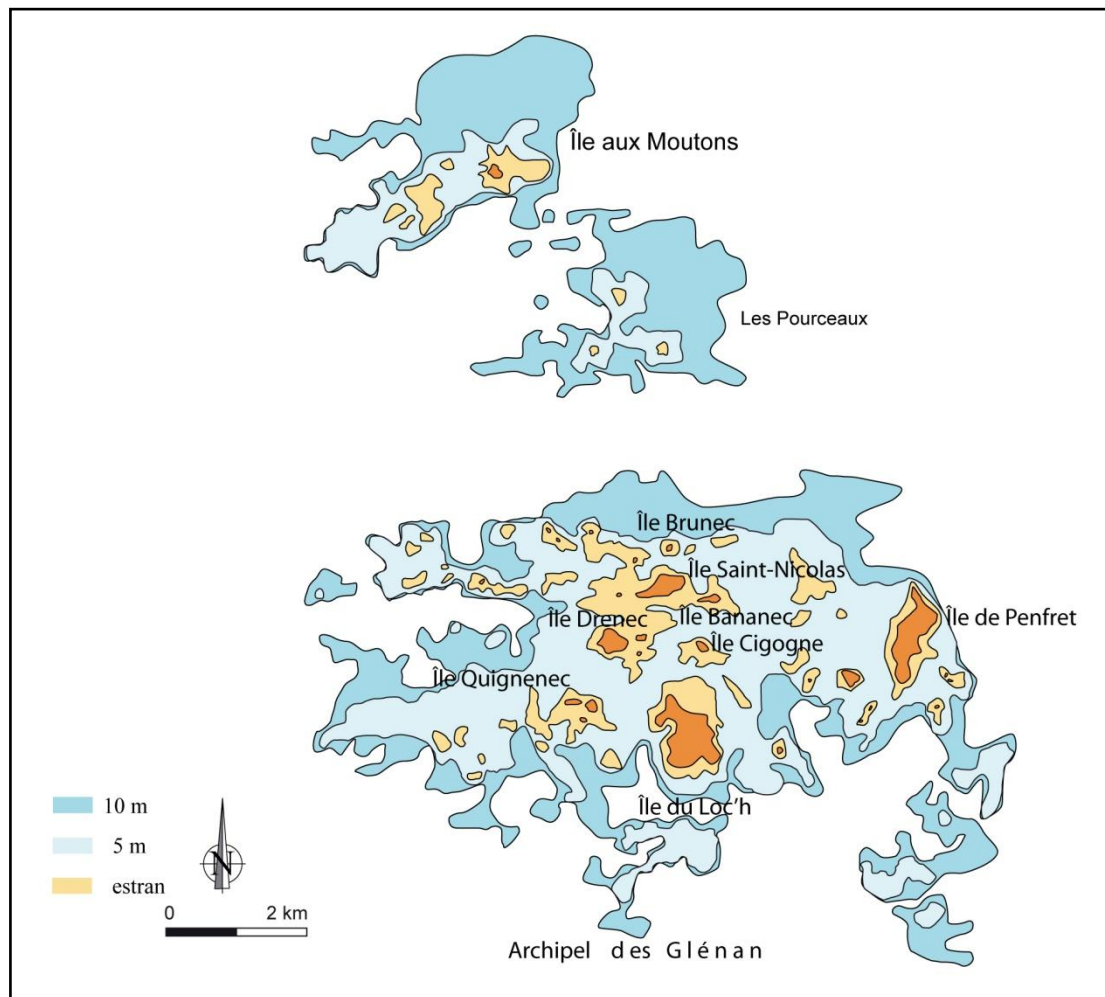 Île aux Moutons
Les Pourceaux
Île Brunec
Île Saint-Nicolas
Île Drenec
Île Bananec
Île de Penfret
Île Cigogne
Île Quignenec
Île du Loc'h
10 m
5 m
estran
N
0 2 km
Archipel des Glénan